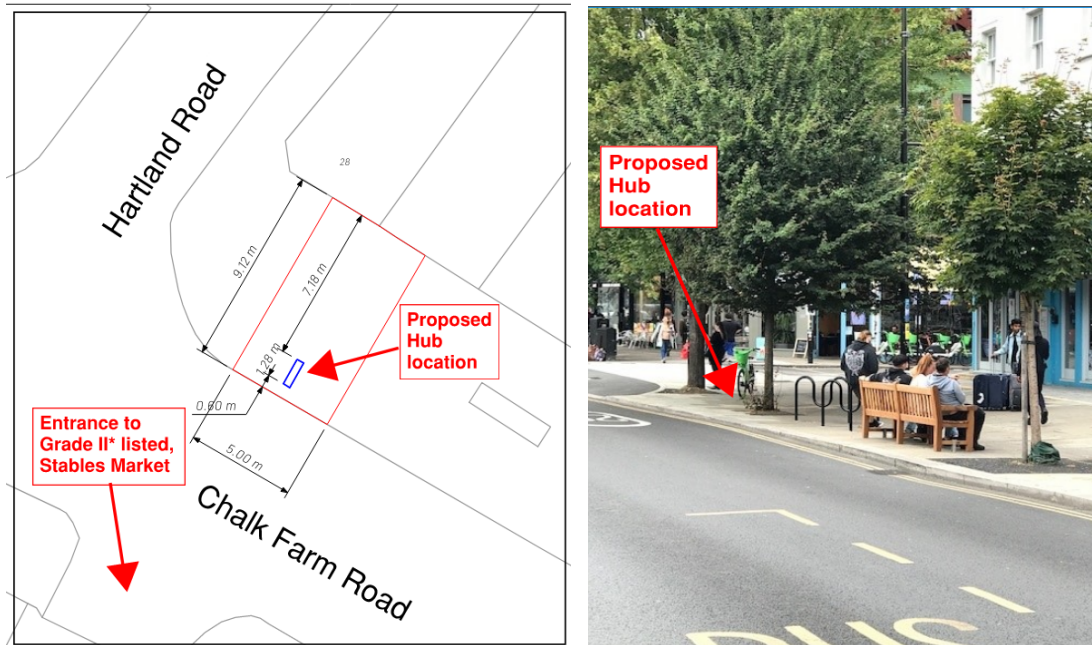 Hartland Road
28
9.12 m
7.18 m
1.28 m
0.60 m
5.00 m
Proposed
Hub
location
Entrance to
Grade II* listed,
Stables Market
Chalk Farm Road
Proposed
Hub
location